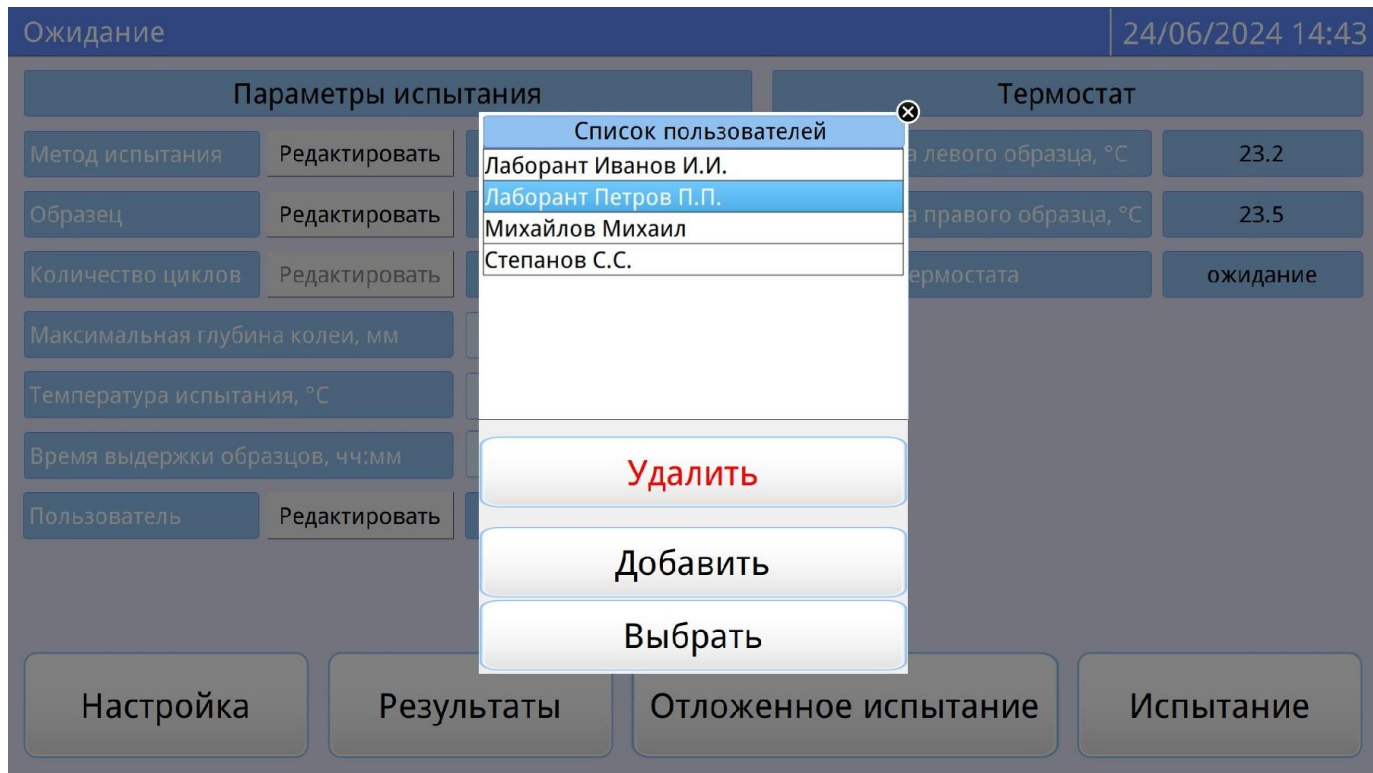 Ожидание
24/06/2024 14:43
Параметры испытания
Термостат
Метод испытания
Редактировать
а левого образца, °C
23.2
Образец
Редактировать
а правого образца, °C
23.5
Количество циклов
Редактировать
ермостата
ожидание
Максимальная глубина колеи, мм
Температура испытания, °C
Время выдержки образцов, чч:мм
Пользователь
Редактировать
Список пользователей
Лаборант Иванов И.И.
Лаборант Петров П.П.
Михайлов Михаил
Степанов С.С.
Удалить
Добавить
Выбрать
Настройка
Результаты
Отложенное испытание
Испытание